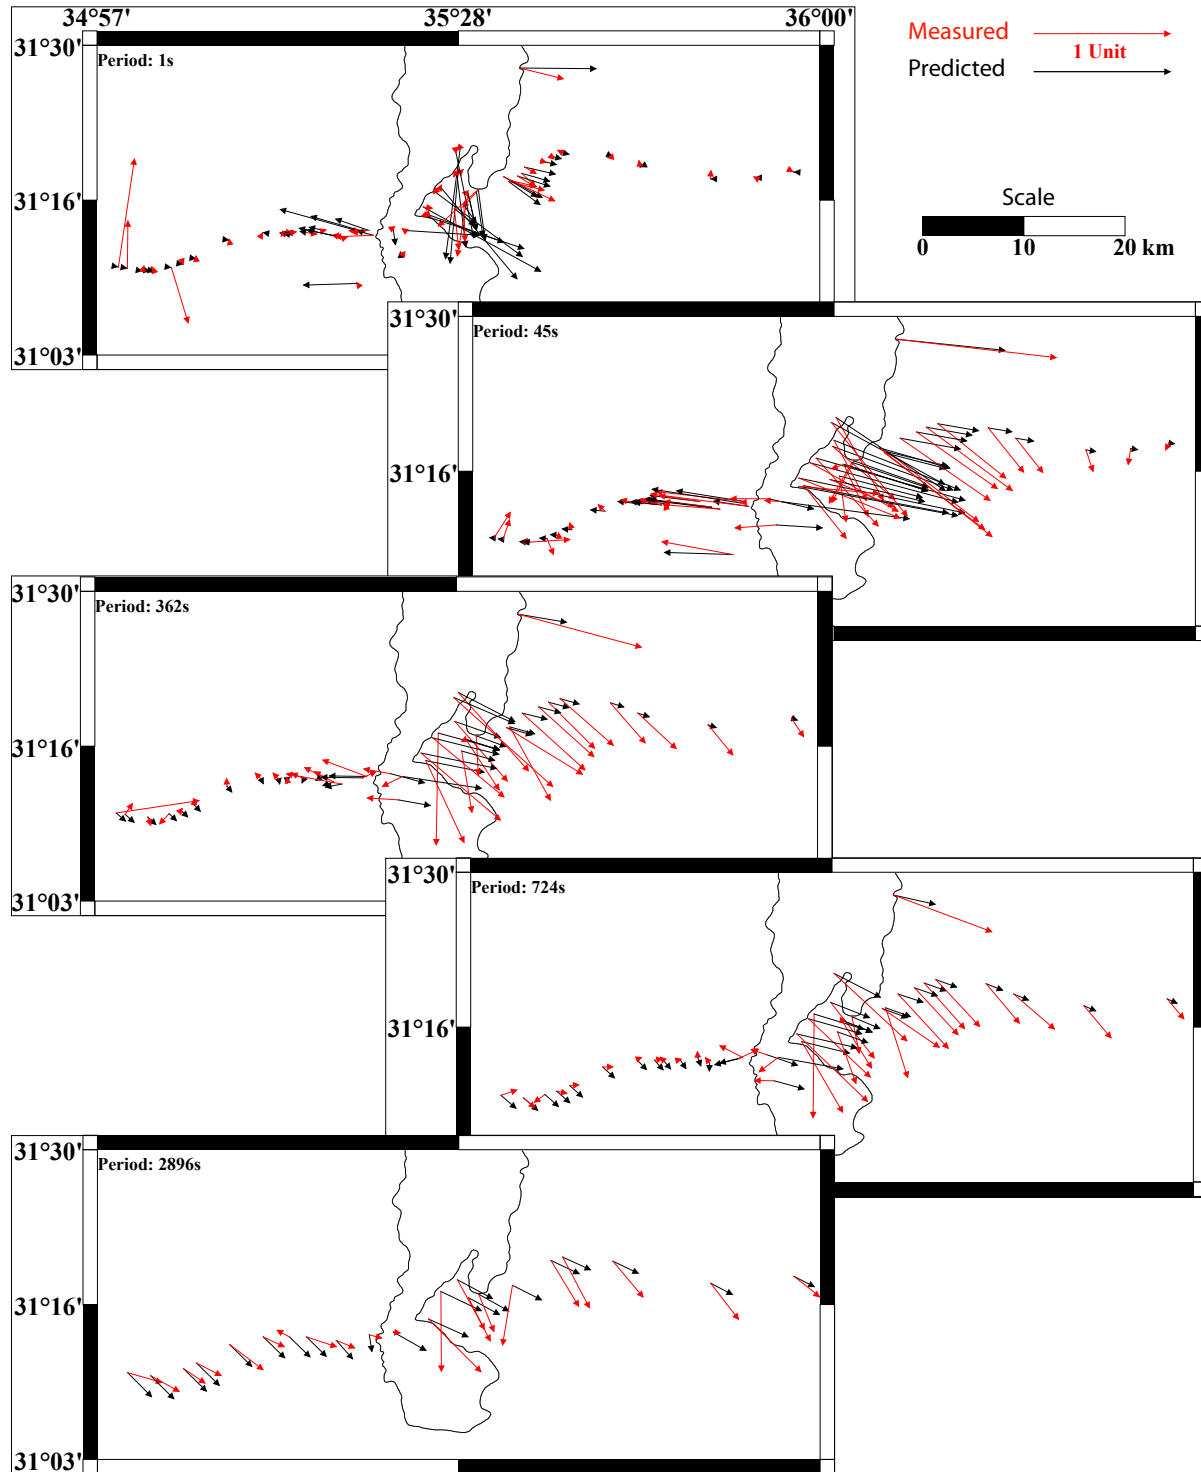 34°57' 35°28' 36°00'
31°30'
Period: 1s
31°16'
31°03'
Measured
1 Unit
Predicted
Scale
0 10 20 km
31°30'
Period: 45s
31°16'
31°30'
Period: 362s
31°16'
31°03'
31°30'
Period: 724s
31°16'
31°30'
Period: 2896s
31°16'
31°03'